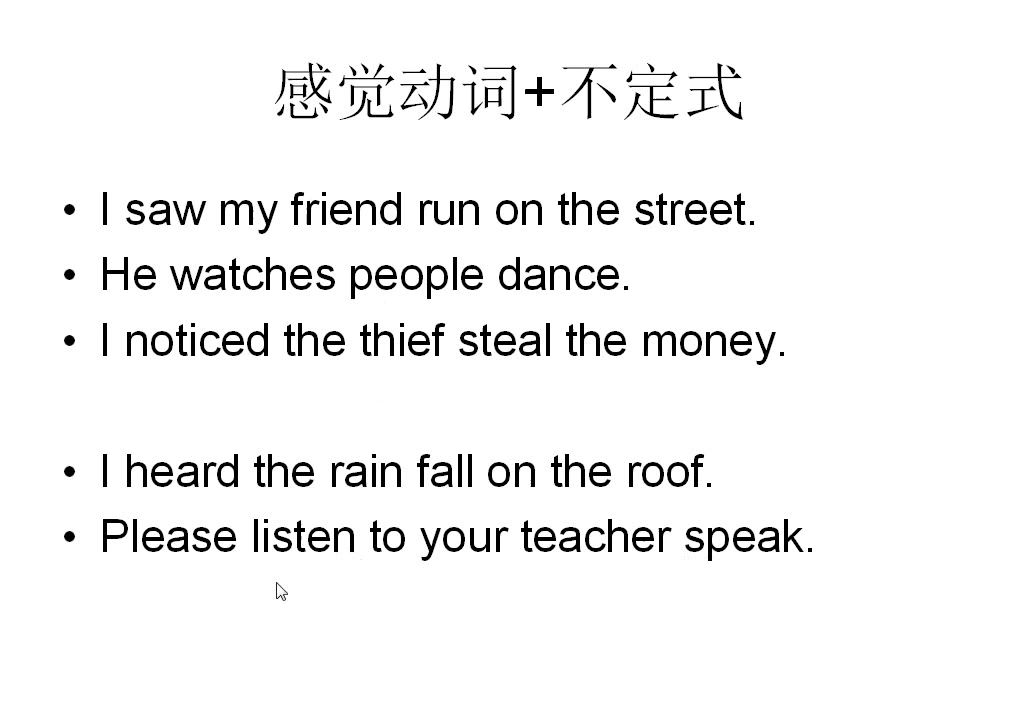 感觉动词+不定式
• I saw my friend run on the street.
• He watches people dance.
• I noticed the thief steal the money.
• I heard the rain fall on the roof.
• Please listen to your teacher speak.